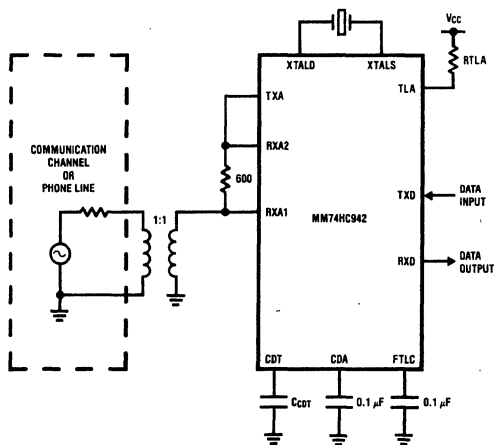 VCC
XTALD
XTALS
RTLA
TXA
TLA
COMMUNICATION
CHANNEL
OR
PHONE LINE
RXA2
600
1:1
RXA1
MM74HC942
TXD
DATA
INPUT
RXD
DATA
OUTPUT
CDT
CDA
FTLC
CCDT
0.1 μF
0.1 μF